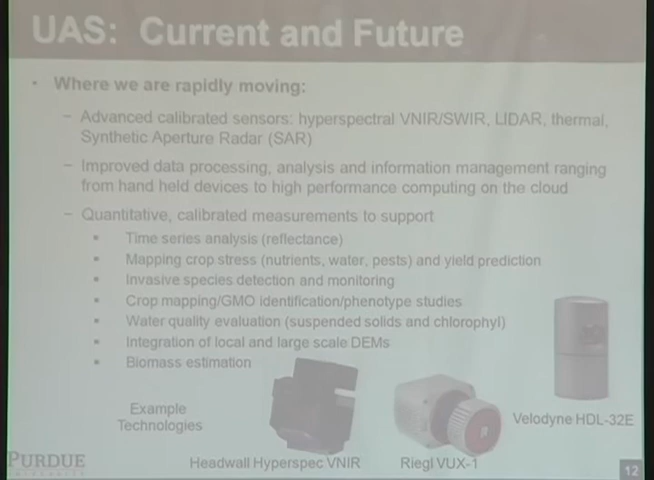 UAS: Current and Future
• Where we are rapidly moving:
– Advanced calibrated sensors: hyperspectral VNIR/SWIR, LIDAR, thermal,
Synthetic Aperture Radar (SAR)
– Improved data processing, analysis and information management ranging
from hand held devices to high performance computing on the cloud
– Quantitative, calibrated measurements to support
▪ Time series analysis (reflectance)
▪ Mapping crop stress (nutrients, water, pests) and yield prediction
▪ Invasive species detection and monitoring
▪ Crop mapping/GMO identification/phenotype studies
▪ Water quality evaluation (suspended solids and chlorophyl)
▪ Integration of local and large scale DEMs
▪ Biomass estimation
Example
Technologies
Velodyne HDL-32E
Headwall Hyperspec VNIR
Riegl VUX-1
PURDUE
UNIVERSITY
12